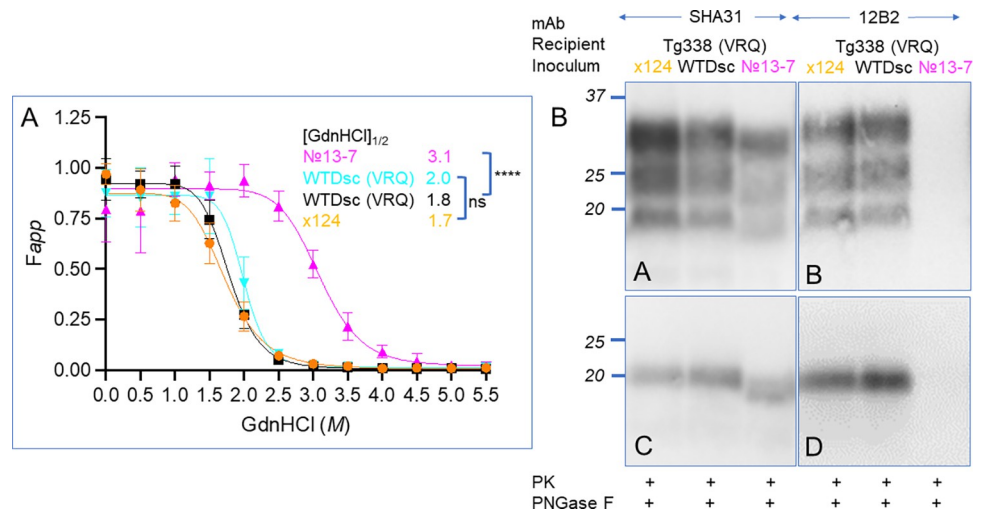 A
1.25
1.00
0.75
0.50
0.25
0.00
Fapp
0.0 0.5 1.0 1.5 2.0 2.5 3.0 3.5 4.0 4.5 5.0 5.5
GdnHCl (M)
[GdnHCl]1/2
№13-7 3.1
WTDsc (VRQ) 2.0
WTDsc (VRQ) 1.8
x124 1.7
****
ns
B
mAb SHA31 12B2
Recipient Tg338 (VRQ) Tg338 (VRQ)
Inoculum x124 WTDsc №13-7 x124 WTDsc №13-7
37
25
20
A B
25
20
C D
PK + + + + + +
PNGase F + + + + + +